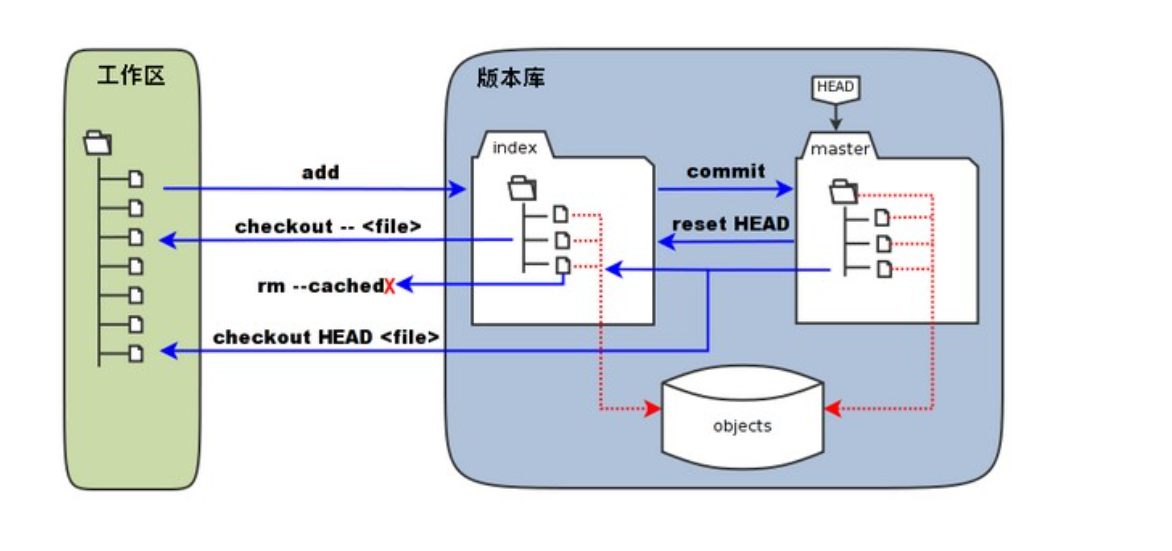 工作区
版本库
HEAD
index
master
add
commit
checkout -- <file>
reset HEAD
rm --cachedX
checkout HEAD <file>
objects